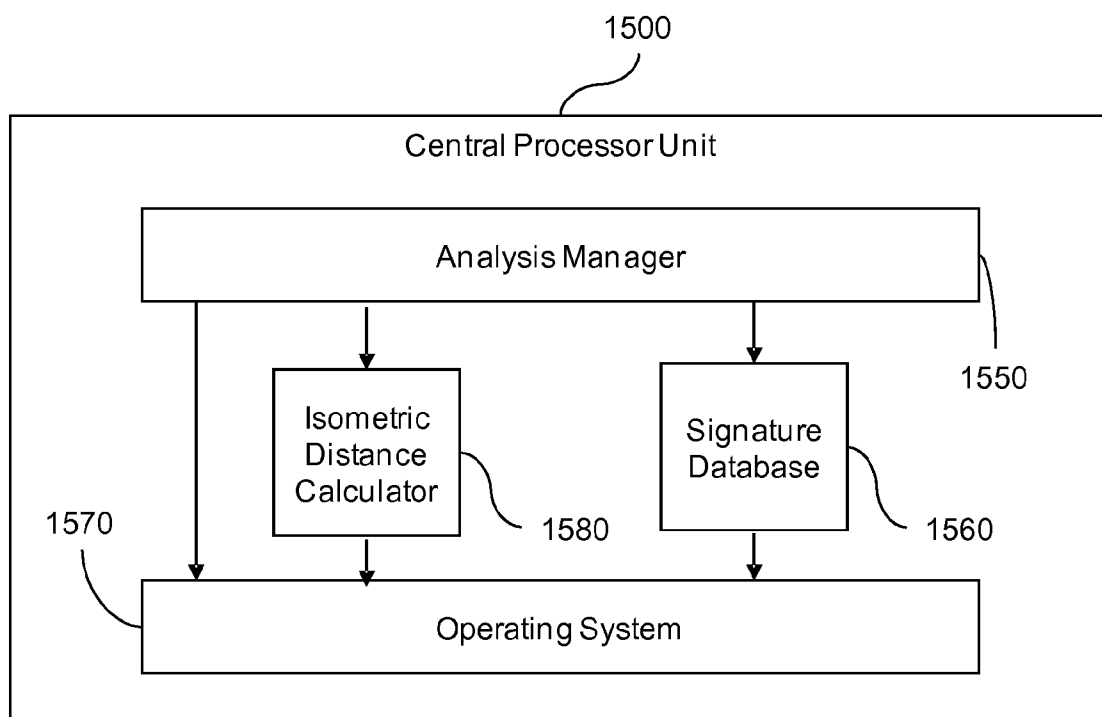 1500
Central Processor Unit
Analysis Manager
1550
Isometric
Distance
Calculator
Signature
Database
1570
1580
1560
Operating System